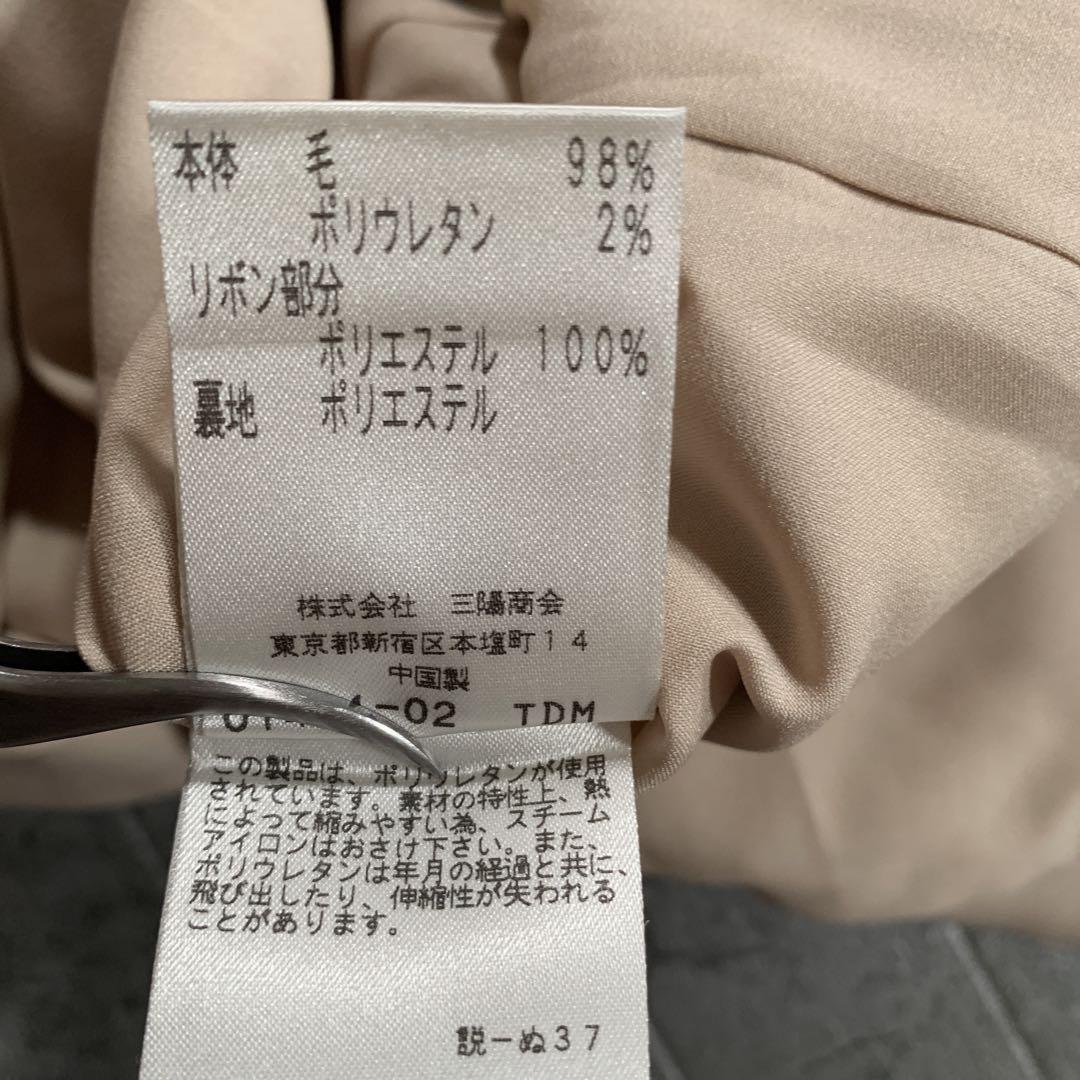 本体 毛 98%
ポリウレタン 2%
リボン部分
ポリエステル 100%
裏地 ポリエステル
株式会社 三陽商会
東京都新宿区本塩町14
中国製
-02 TDM
この製品は、ポリウレタンが使用
されています。素材の特性上、熱
によって縮みやすい為、スチーム
アイロンはおさけ下さい。また、
ポリウレタンは年月の経過と共に、
飛び出したり、伸縮性が失われる
ことがあります。
説ーぬ37